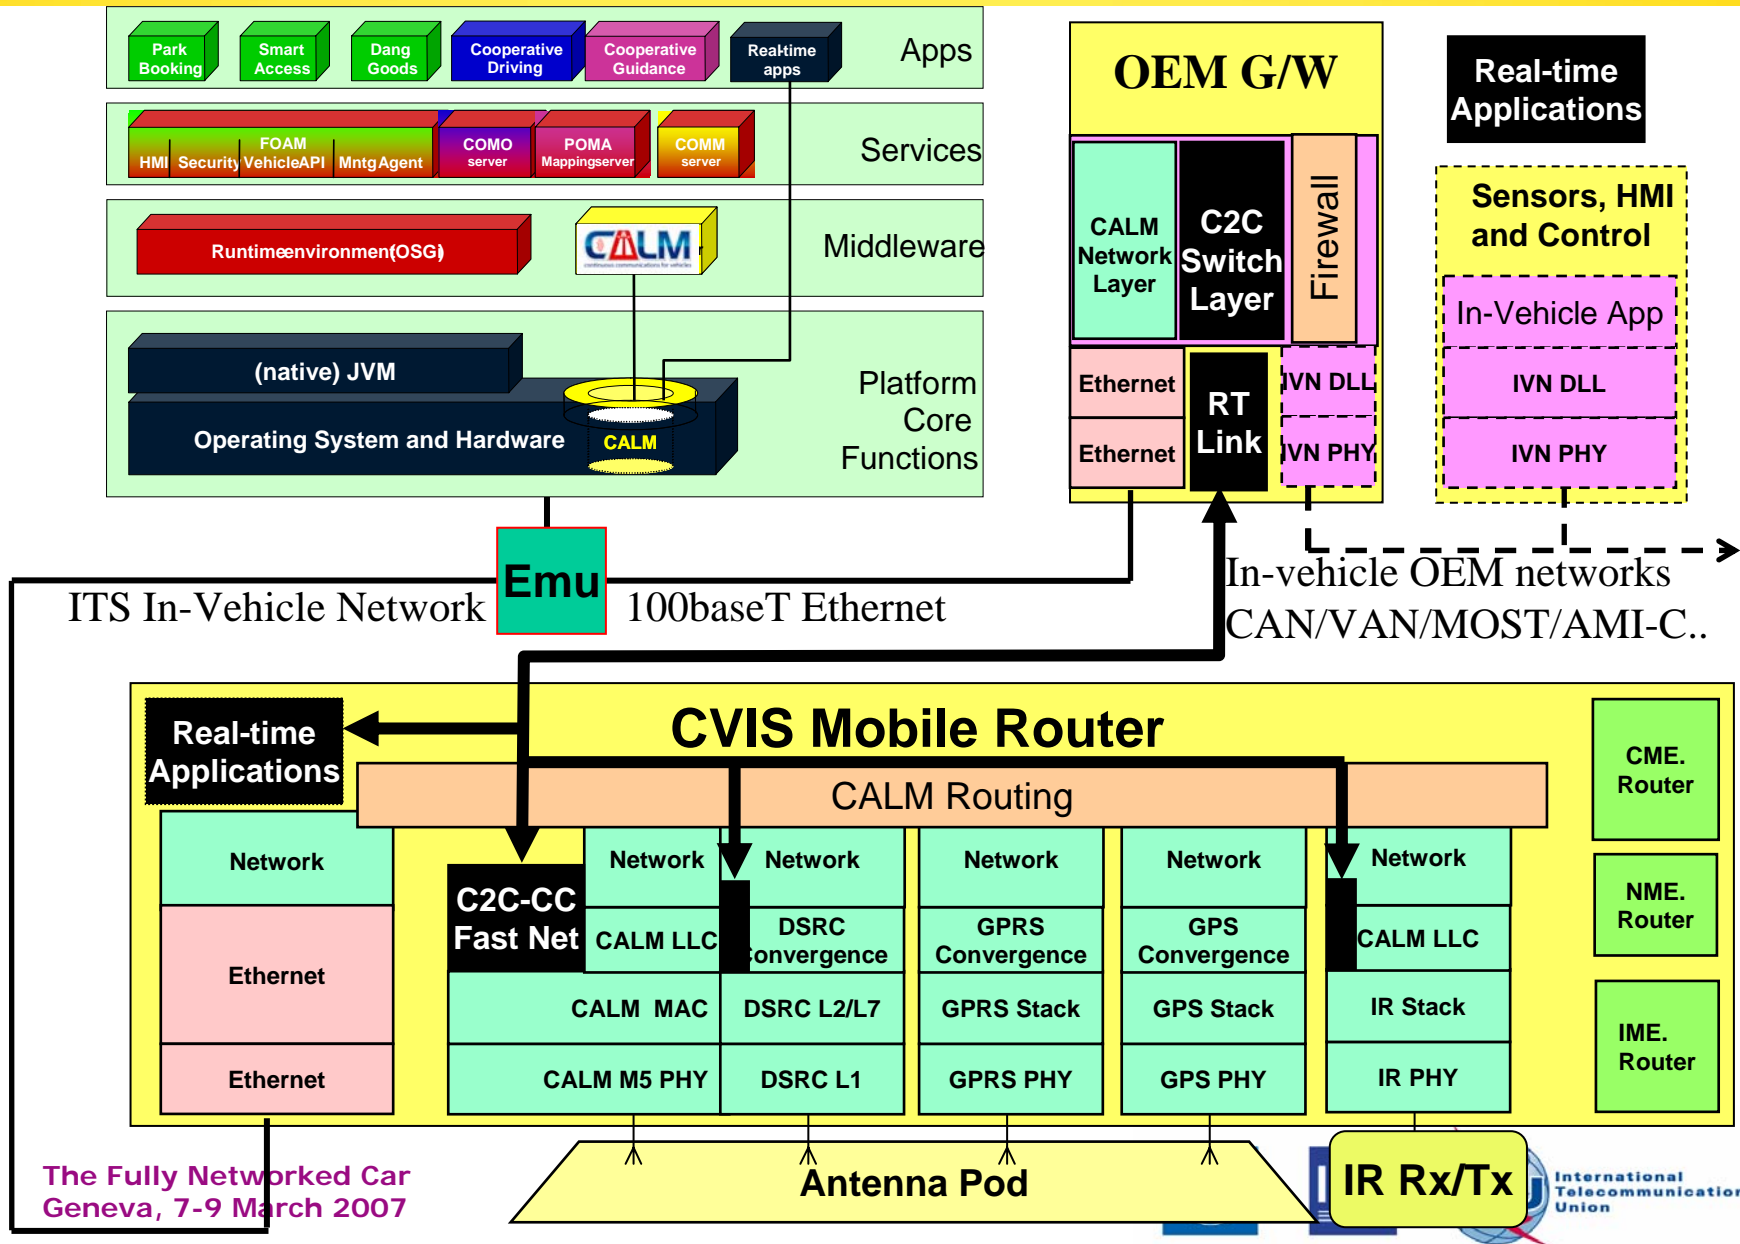 Park
Booking
Smart
Access
Dang
Goods
Cooperative
Driving
Cooperative
Guidance
Real-time
apps
Apps
FOAM
HMI Security VehicleAPI MntgAgent
COMO
server
POMA
Mappingserver
COMM
server
Services
Runtimeenvironment(OSGi)
CALM
continuous communications for vehicles
Middleware
(native) JVM
Operating System and Hardware
CALM
Platform
Core
Functions
OEM G/W
CALM
Network
Layer
C2C
Switch
Layer
Firewall
Ethernet
Ethernet
RT
Link
IVN DLL
IVN PHY
Real-time
Applications
Sensors, HMI
and Control
In-Vehicle App
IVN DLL
IVN PHY
Emu
ITS In-Vehicle Network
100baseT Ethernet
In-vehicle OEM networks
CAN/VAN/MOST/AMI-C..
CVIS Mobile Router
Real-time
Applications
CALM Routing
Network
Ethernet
Ethernet
C2C-CC
Fast Net
Network
CALM LLC
CALM MAC
CALM M5 PHY
Network
DSRC
Convergence
DSRC L2/L7
DSRC L1
Network
GPRS
Convergence
GPRS Stack
GPRS PHY
Network
GPS
Convergence
GPS Stack
GPS PHY
Network
CALM LLC
IR Stack
IR PHY
CME.
Router
NME.
Router
IME.
Router
Antenna Pod
IR Rx/Tx
The Fully Networked Car
Geneva, 7-9 March 2007
International
Telecommunication
Union